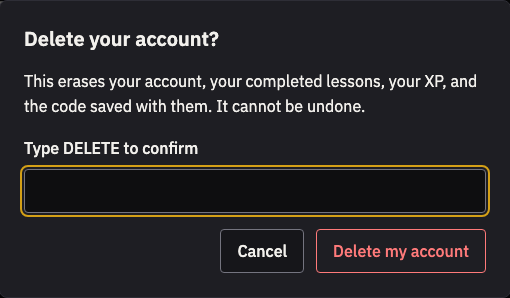 Delete your account?
This erases your account, your completed lessons, your XP, and
the code saved with them. It cannot be undone.
Type DELETE to confirm
Cancel
Delete my account